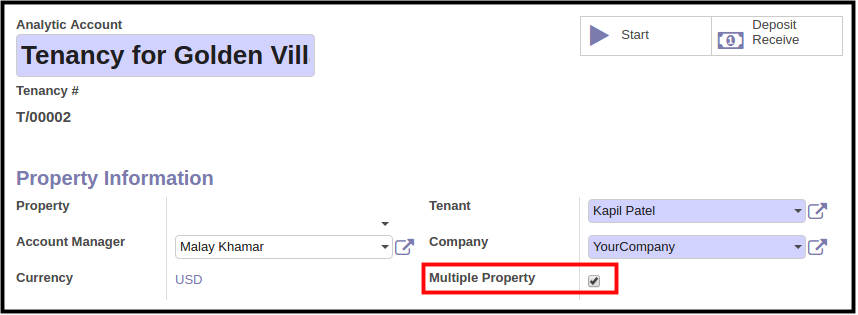 Analytic Account
Tenancy for Golden Vill
Start
Deposit
Receive
Tenancy #
T/00002
Property Information
Property
Tenant
Kapil Patel
Account Manager
Malay Khamar
Company
YourCompany
Currency
USD
Multiple Property